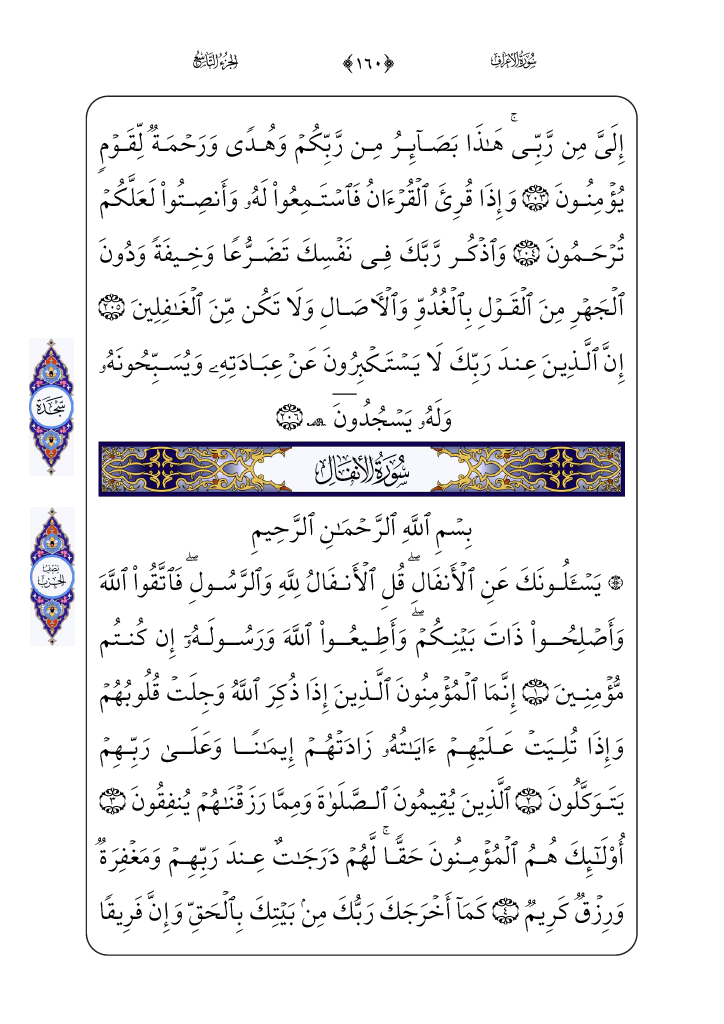 سُورَةُ الأَعْرَاف ﴿١٦٠﴾ الجُزْءُ التَّاسِعُ
إِلَىَّ مِن رَّبِّى ۚ هَـٰذَا بَصَآئِرُ مِن رَّبِّكُمْ وَهُدًى وَرَحْمَةٌ لِّقَوْمٍ
يُؤْمِنُونَ ﴿٢٠٣﴾ وَإِذَا قُرِئَ ٱلْقُرْءَانُ فَٱسْتَمِعُوا۟ لَهُۥ وَأَنصِتُوا۟ لَعَلَّكُمْ
تُرْحَمُونَ ﴿٢٠٤﴾ وَٱذْكُر رَّبَّكَ فِى نَفْسِكَ تَضَرُّعًا وَخِيفَةً وَدُونَ
ٱلْجَهْرِ مِنَ ٱلْقَوْلِ بِٱلْغُدُوِّ وَٱلْـَٔاصَالِ وَلَا تَكُن مِّنَ ٱلْغَـٰفِلِينَ ﴿٢٠٥﴾
إِنَّ ٱلَّذِينَ عِندَ رَبِّكَ لَا يَسْتَكْبِرُونَ عَنْ عِبَادَتِهِۦ وَيُسَبِّحُونَهُۥ
سَجْدَة
وَلَهُۥ يَسْجُدُونَ ۩ ﴿٢٠٦﴾
سُورَةُ الأَنفَال
بِسْمِ ٱللَّهِ ٱلرَّحْمَـٰنِ ٱلرَّحِيمِ
نِصْفُ
الحِزْب
۞ يَسْـَٔلُونَكَ عَنِ ٱلْأَنفَالِ ۖ قُلِ ٱلْأَنفَالُ لِلَّهِ وَٱلرَّسُولِ ۖ فَٱتَّقُوا۟ ٱللَّهَ
وَأَصْلِحُوا۟ ذَاتَ بَيْنِكُمْ ۖ وَأَطِيعُوا۟ ٱللَّهَ وَرَسُولَهُۥٓ إِن كُنتُم
مُّؤْمِنِينَ ﴿١﴾ إِنَّمَا ٱلْمُؤْمِنُونَ ٱلَّذِينَ إِذَا ذُكِرَ ٱللَّهُ وَجِلَتْ قُلُوبُهُمْ
وَإِذَا تُلِيَتْ عَلَيْهِمْ ءَايَـٰتُهُۥ زَادَتْهُمْ إِيمَـٰنًا وَعَلَىٰ رَبِّهِمْ
يَتَوَكَّلُونَ ﴿٢﴾ ٱلَّذِينَ يُقِيمُونَ ٱلصَّلَوٰةَ وَمِمَّا رَزَقْنَـٰهُمْ يُنفِقُونَ ﴿٣﴾
أُو۟لَـٰٓئِكَ هُمُ ٱلْمُؤْمِنُونَ حَقًّا ۚ لَّهُمْ دَرَجَـٰتٌ عِندَ رَبِّهِمْ وَمَغْفِرَةٌ
وَرِزْقٌ كَرِيمٌ ﴿٤﴾ كَمَآ أَخْرَجَكَ رَبُّكَ مِنۢ بَيْتِكَ بِٱلْحَقِّ وَإِنَّ فَرِيقًا